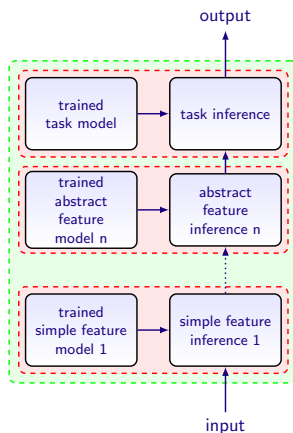 output
trained
task model
task inference
trained
abstract
feature
model n
abstract
feature
inference n
trained
simple feature
model 1
simple feature
inference 1
input